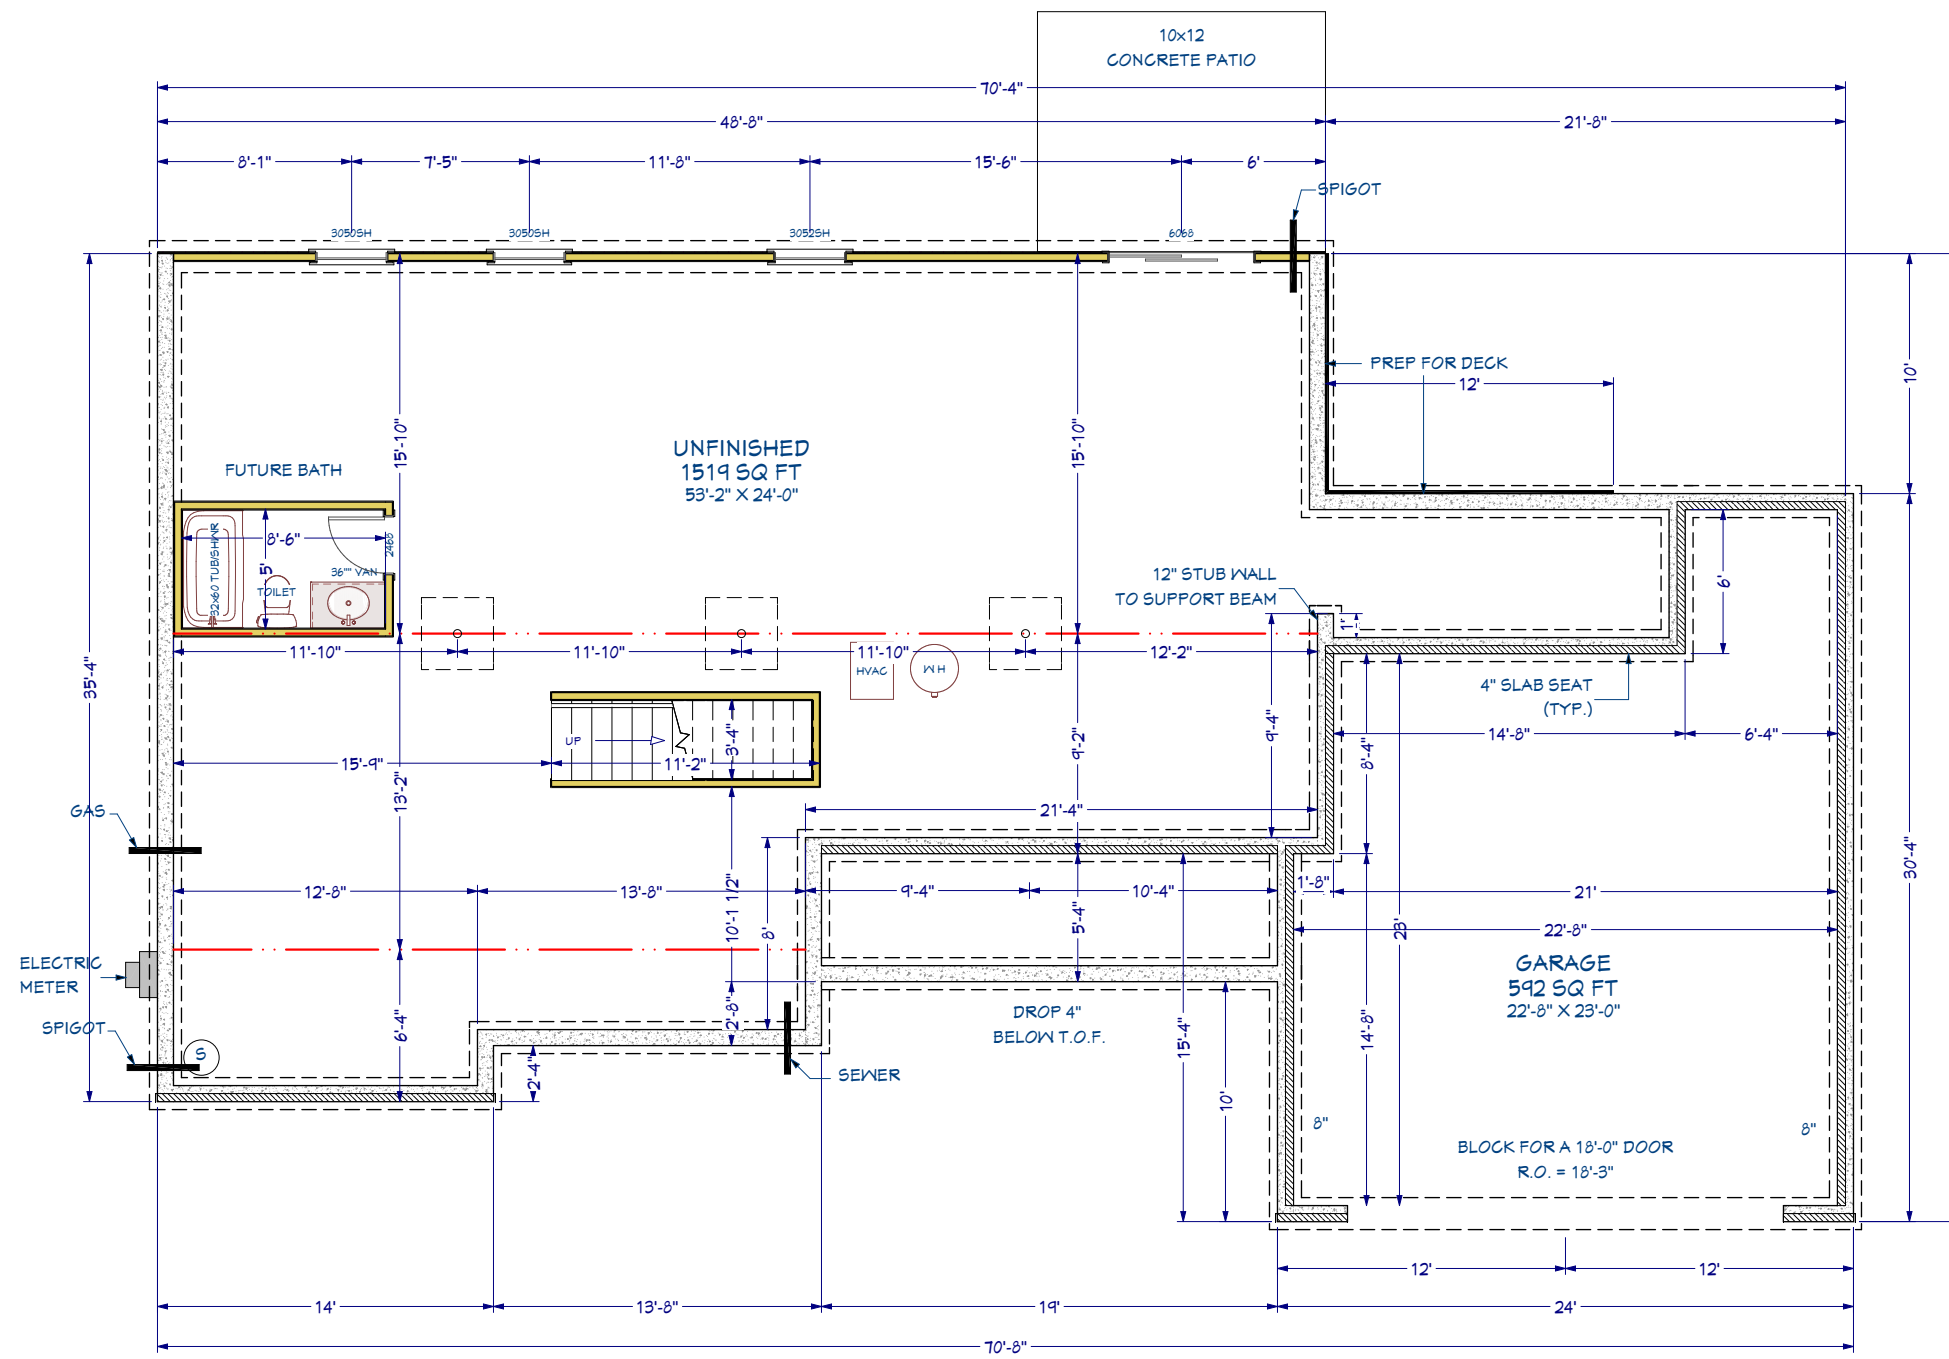 10x12
CONCRETE PATIO
70'-4"
48'-8"
21'-8"
8'-1"
7'-5"
11'-8"
15'-6"
6'
SPIGOT
3050SH
3050SH
3052SH
6068
PREP FOR DECK
12'
10'
15'-10"
15'-10"
UNFINISHED
1519 SQ FT
53'-2" X 24'-0"
FUTURE BATH
8'-6"
5'
32x60 TUB/SHWR
TOILET
36"" VAN
2468
12" STUB WALL
TO SUPPORT BEAM
1'
6'
11'-10"
11'-10"
11'-10"
12'-2"
HVAC
WH
35'-4"
4" SLAB SEAT
(TYP.)
14'-8"
6'-4"
UP
3'-4"
15'-9"
11'-2"
13'-2"
9'-2"
9'-4"
8'-4"
GAS
21'-4"
12'-8"
13'-8"
10'-1 1/2"
8'
9'-4"
10'-4"
5'-4"
1'-8"
21'
30'-4"
23'
22'-8"
GARAGE
592 SQ FT
22'-8" X 23'-0"
ELECTRIC
METER
SPIGOT
S
6'-4"
2'-8"
2'-4"
DROP 4"
BELOW T.O.F.
SEWER
15'-4"
10'
14'-8"
8"
8"
BLOCK FOR A 18'-0" DOOR
R.O. = 18'-3"
12'
12'
14'
13'-8"
19'
24'
70'-8"